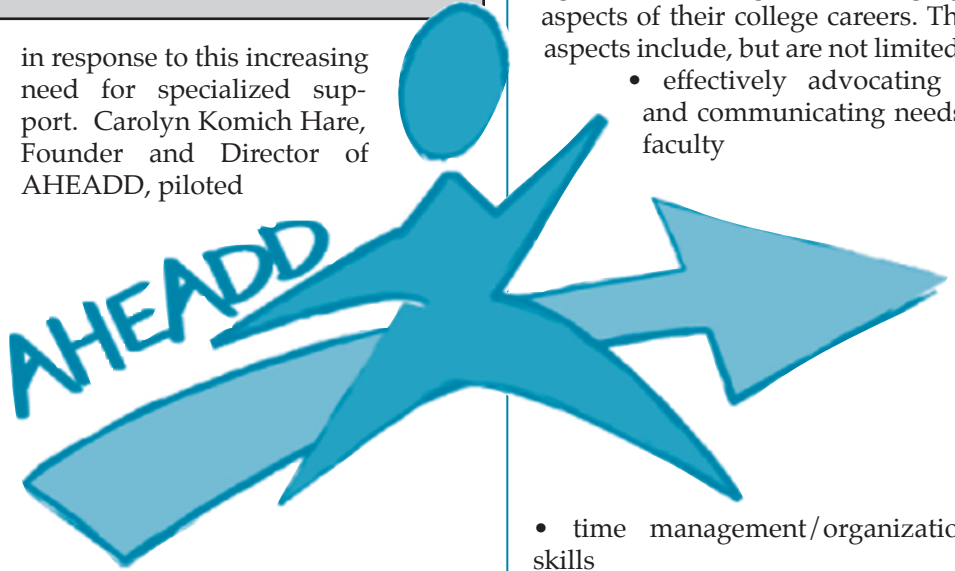 in response to this increasing
need for specialized sup-
port. Carolyn Komich Hare,
Founder and Director of
AHEADD, piloted
AHEADD
aspects of their college careers. Th
aspects include, but are not limited
• effectively advocating
and communicating needs
faculty
• time management/organizatio
skills